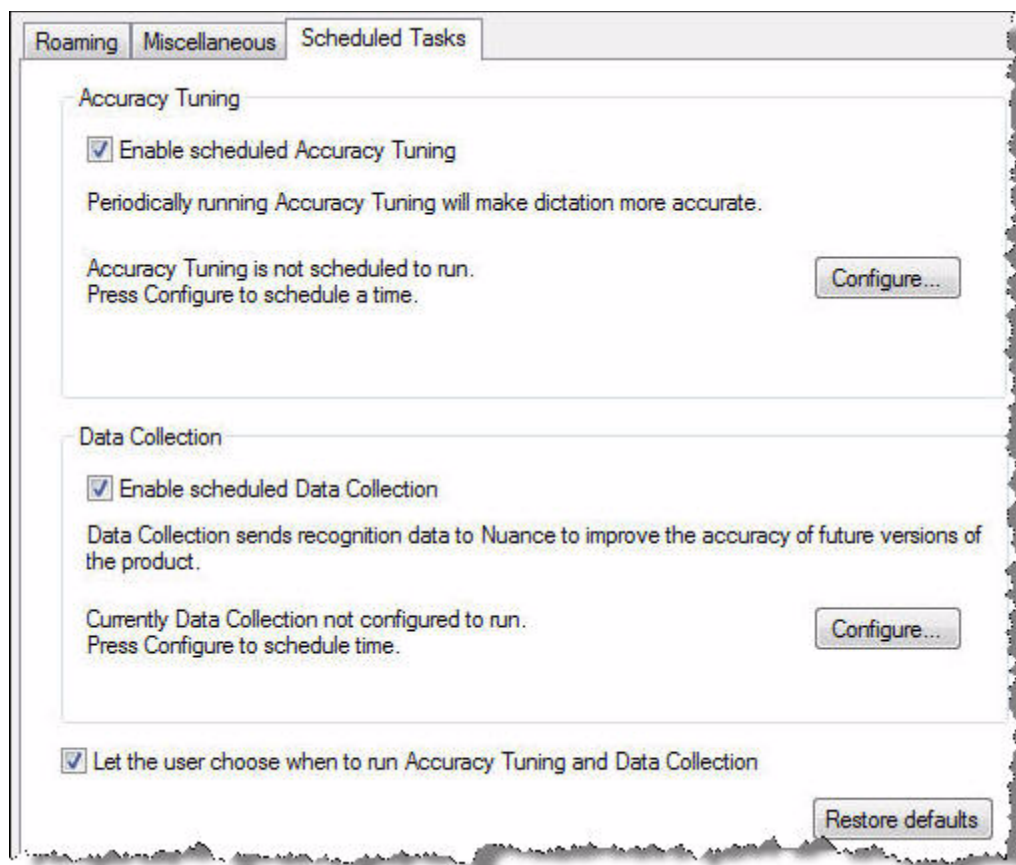 Roaming Miscellaneous Scheduled Tasks
Accuracy Tuning
Enable scheduled Accuracy Tuning
Periodically running Accuracy Tuning will make dictation more accurate.
Accuracy Tuning is not scheduled to run.
Press Configure to schedule a time.
Configure...
Data Collection
Enable scheduled Data Collection
Data Collection sends recognition data to Nuance to improve the accuracy of future versions of
the product.
Currently Data Collection not configured to run.
Press Configure to schedule time.
Configure...
Let the user choose when to run Accuracy Tuning and Data Collection
Restore defaults